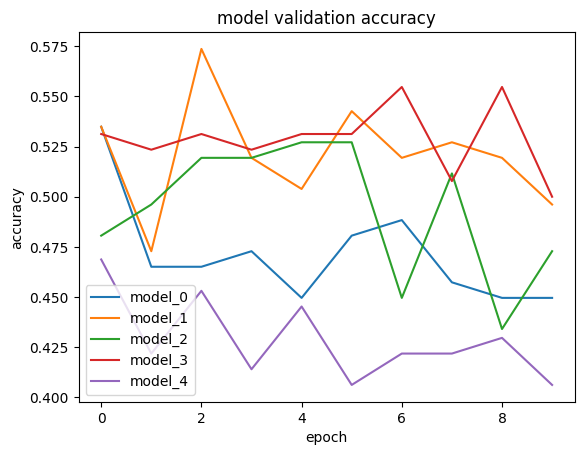 model validation accuracy
accuracy
0.575
0.550
0.525
0.500
0.475
0.450
0.425
0.400
model_0
model_1
model_2
model_3
model_4
0 2 4 6 8
epoch